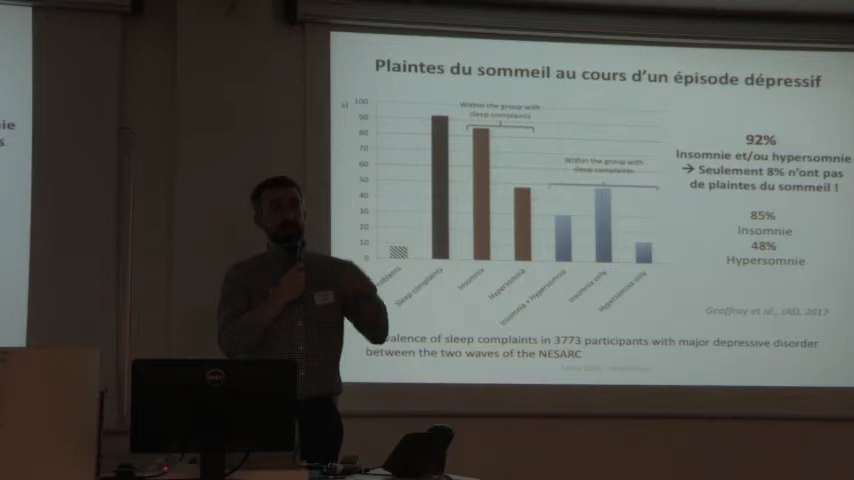 Plaintes du sommeil au cours d'un épisode dépressif
100
90
80
70
60
50
40
30
20
10
0
Within the group with
sleep complaints
Within the group with
sleep complaints
Sleep complaints
Insomnia
Hypersomnia
Insomnia + Hypersomnia
Insomnia only
Hypersomnia only
92%
Insomnie et/ou hypersomnie
→ Seulement 8% n'ont pas
de plaintes du sommeil !
85%
Insomnie
48%
Hypersomnie
Geoffroy et al., JAD, 2017
of sleep complaints in 3773 participants with major depressive disorder
between the two waves of the NESARC
DELL